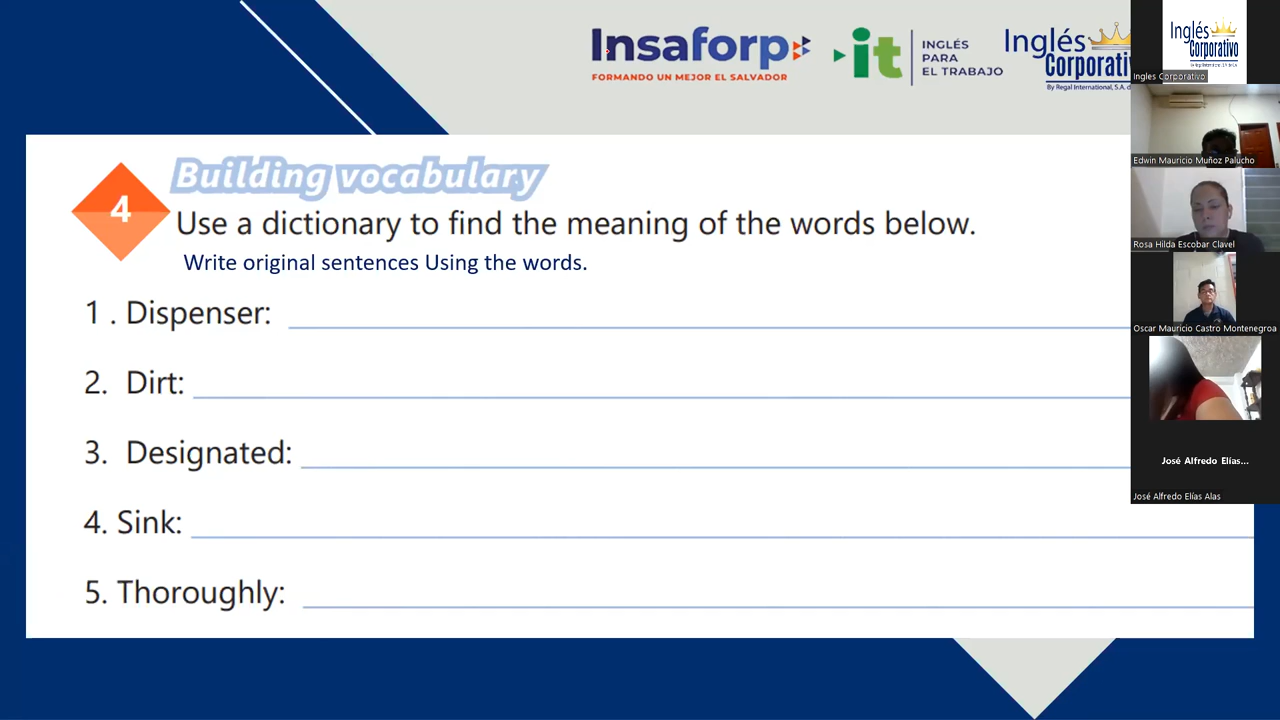 Insaforp
FORMANDO UN MEJOR EL SALVADOR
it
INGLÉS
PARA
EL TRABAJO
Inglés
Corporativ
By Regal International, S.A. d
4
Building vocabulary
Use a dictionary to find the meaning of the words below.
Write original sentences Using the words.
1 . Dispenser:
2. Dirt:
3. Designated:
4. Sink:
5. Thoroughly:
Inglés
Corporativo
Ingles Corporativo
Edwin Mauricio Muñoz Palucho
Rosa Hilda Escobar Clavel
Oscar Mauricio Castro Montenegroa
José Alfredo Elías...
José Alfredo Elías Alas